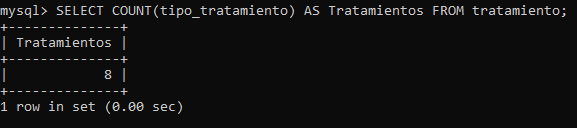 mysql> SELECT COUNT(tipo_tratamiento) AS Tratamientos FROM tratamiento;
+--------------+
| Tratamientos |
+--------------+
|            8 |
+--------------+
1 row in set (0.00 sec)